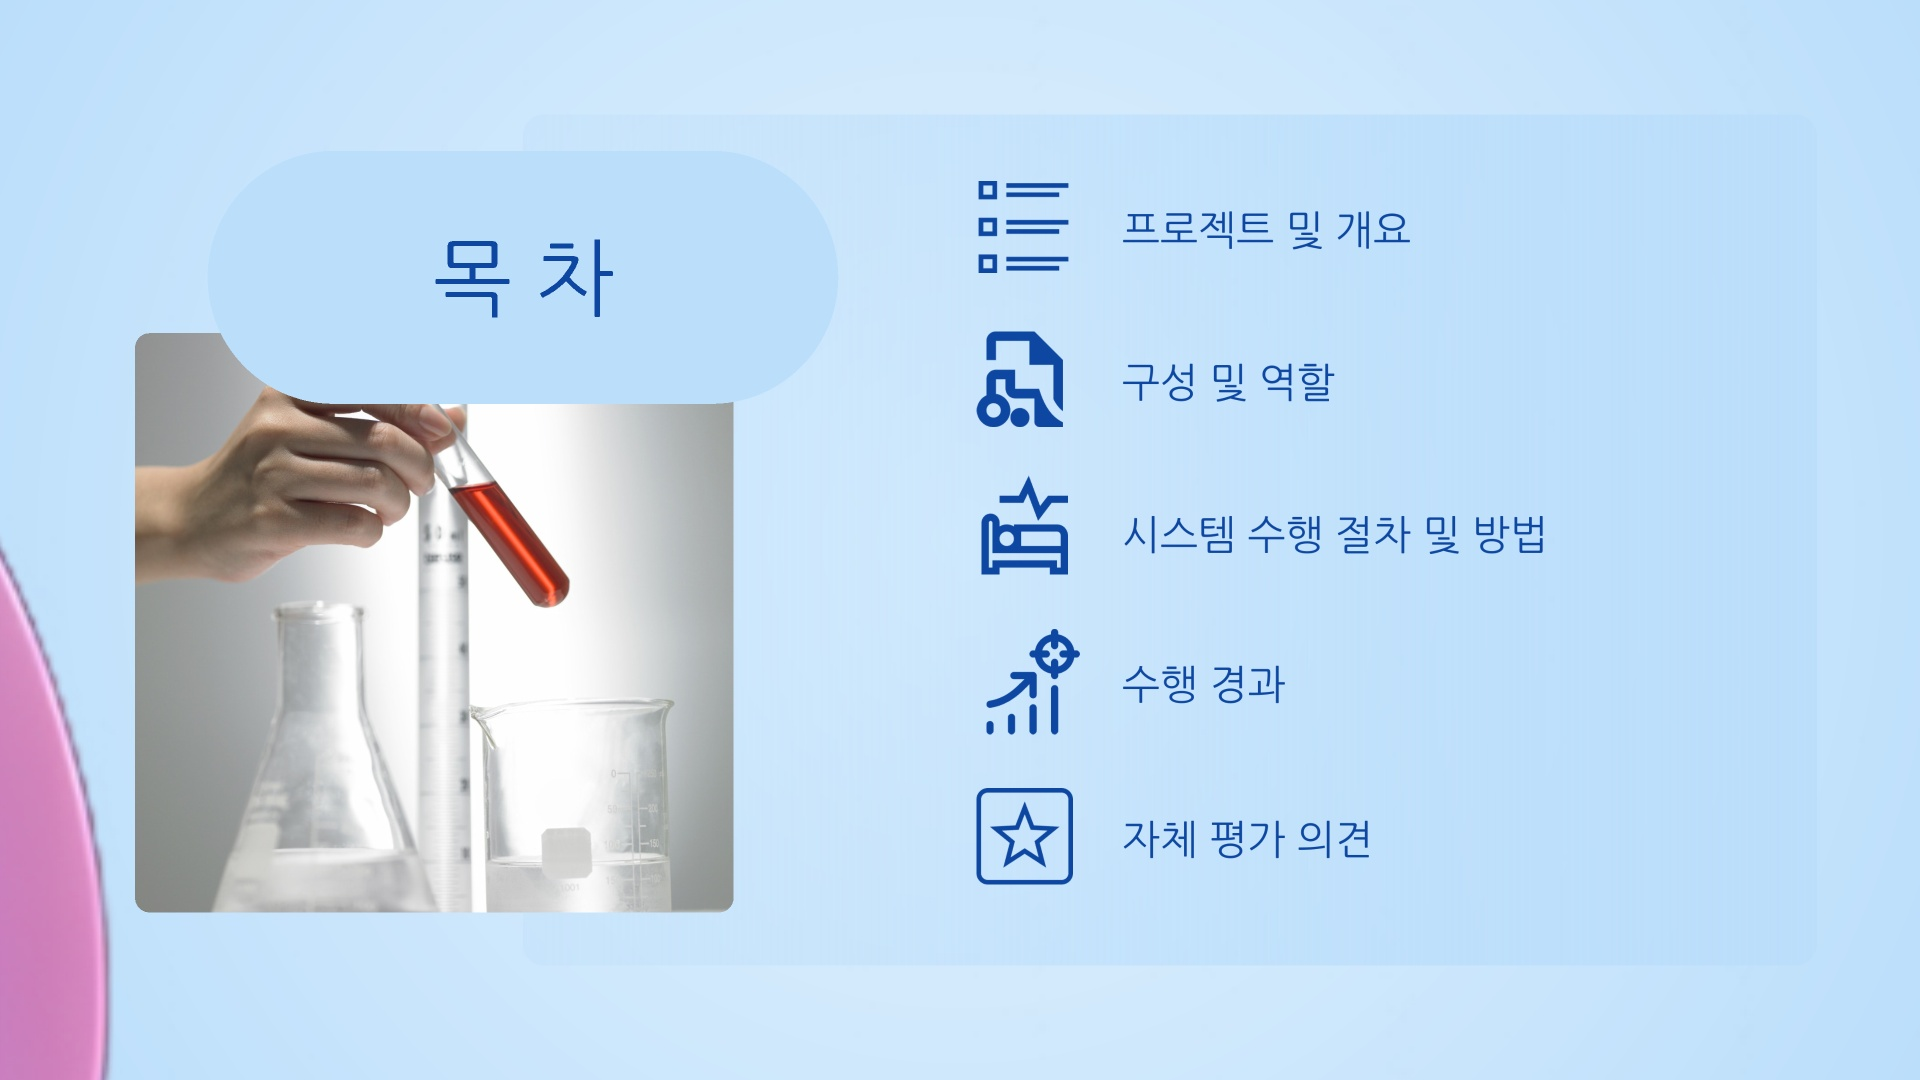 목 차
프로젝트 및 개요
구성 및 역할
시스템 수행 절차 및 방법
수행 경과
자체 평가 의견